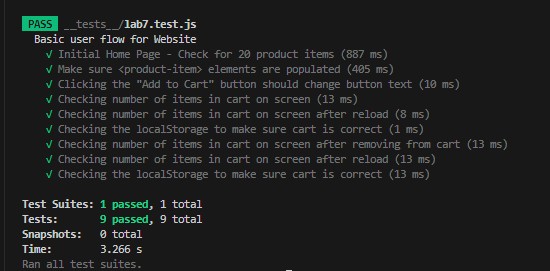 PASS __tests__/lab7.test.js
Basic user flow for Website
√ Initial Home Page - Check for 20 product items (887 ms)
√ Make sure <product-item> elements are populated (405 ms)
√ Clicking the "Add to Cart" button should change button text (10 ms)
√ Checking number of items in cart on screen (13 ms)
√ Checking number of items in cart on screen after reload (8 ms)
√ Checking the localStorage to make sure cart is correct (1 ms)
√ Checking number of items in cart on screen after removing from cart (13 ms)
√ Checking number of items in cart on screen after reload (13 ms)
√ Checking the localStorage to make sure cart is correct (13 ms)
Test Suites: 1 passed, 1 total
Tests: 9 passed, 9 total
Snapshots: 0 total
Time: 3.266 s
Ran all test suites.